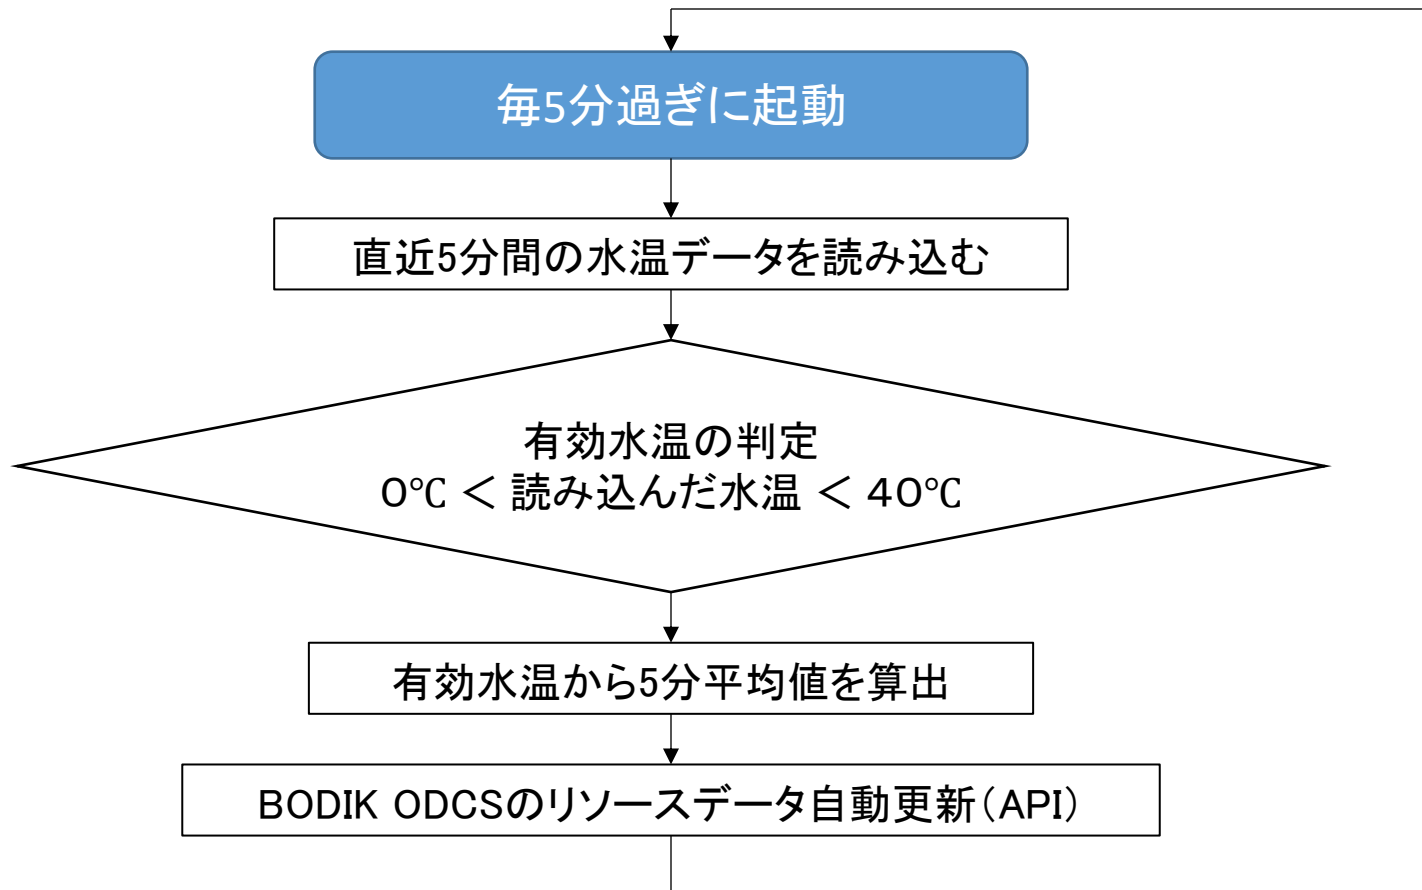 毎5分過ぎに起動
直近5分間の水温データを読み込む
有効水温の判定
0℃ ＜ 読み込んだ水温 ＜ 40℃
有効水温から5分平均値を算出
BODIK ODCSのリソースデータ自動更新（API）